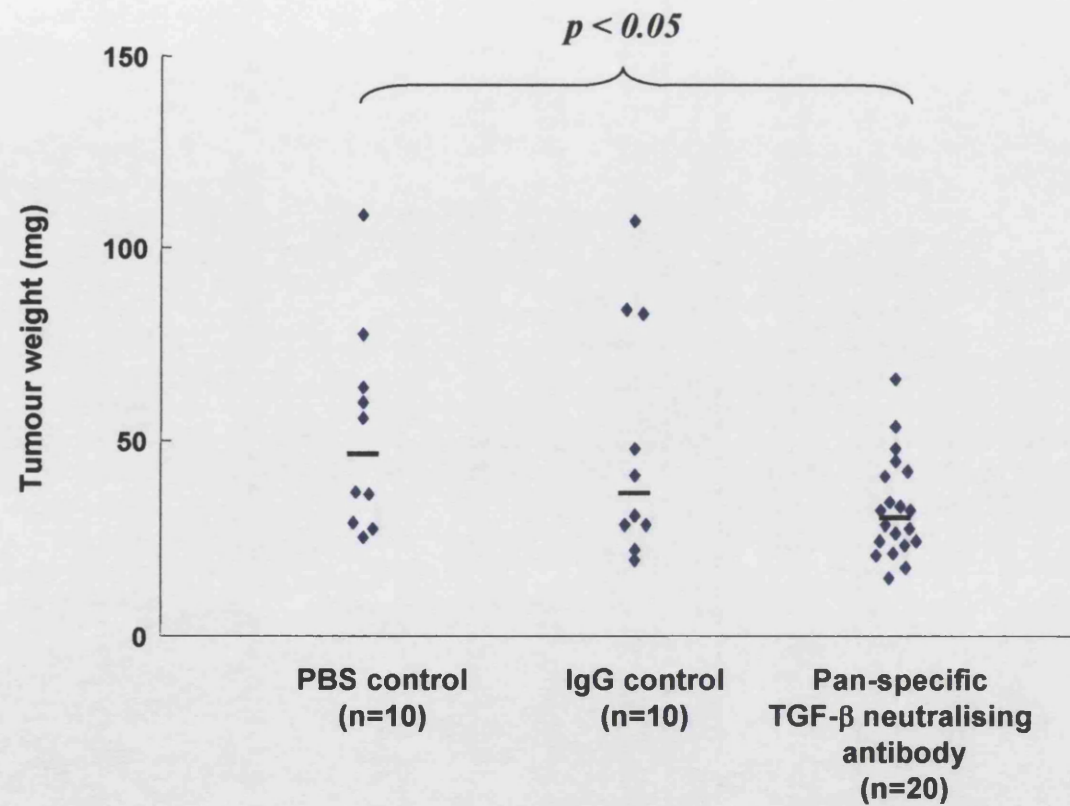 p < 0.05
150
100
50
0
Tumour weight (mg)
PBS control
(n=10)
IgG control
(n=10)
Pan-specific
TGF-β neutralising
antibody
(n=20)